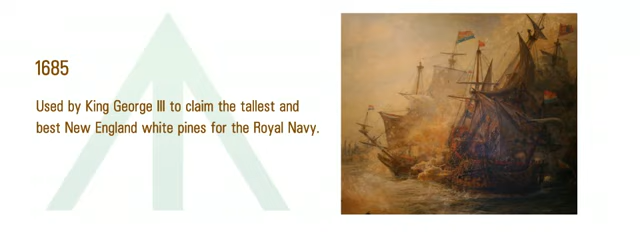 1685
Used by King George III to claim the tallest and
best New England white pines for the Royal Navy.